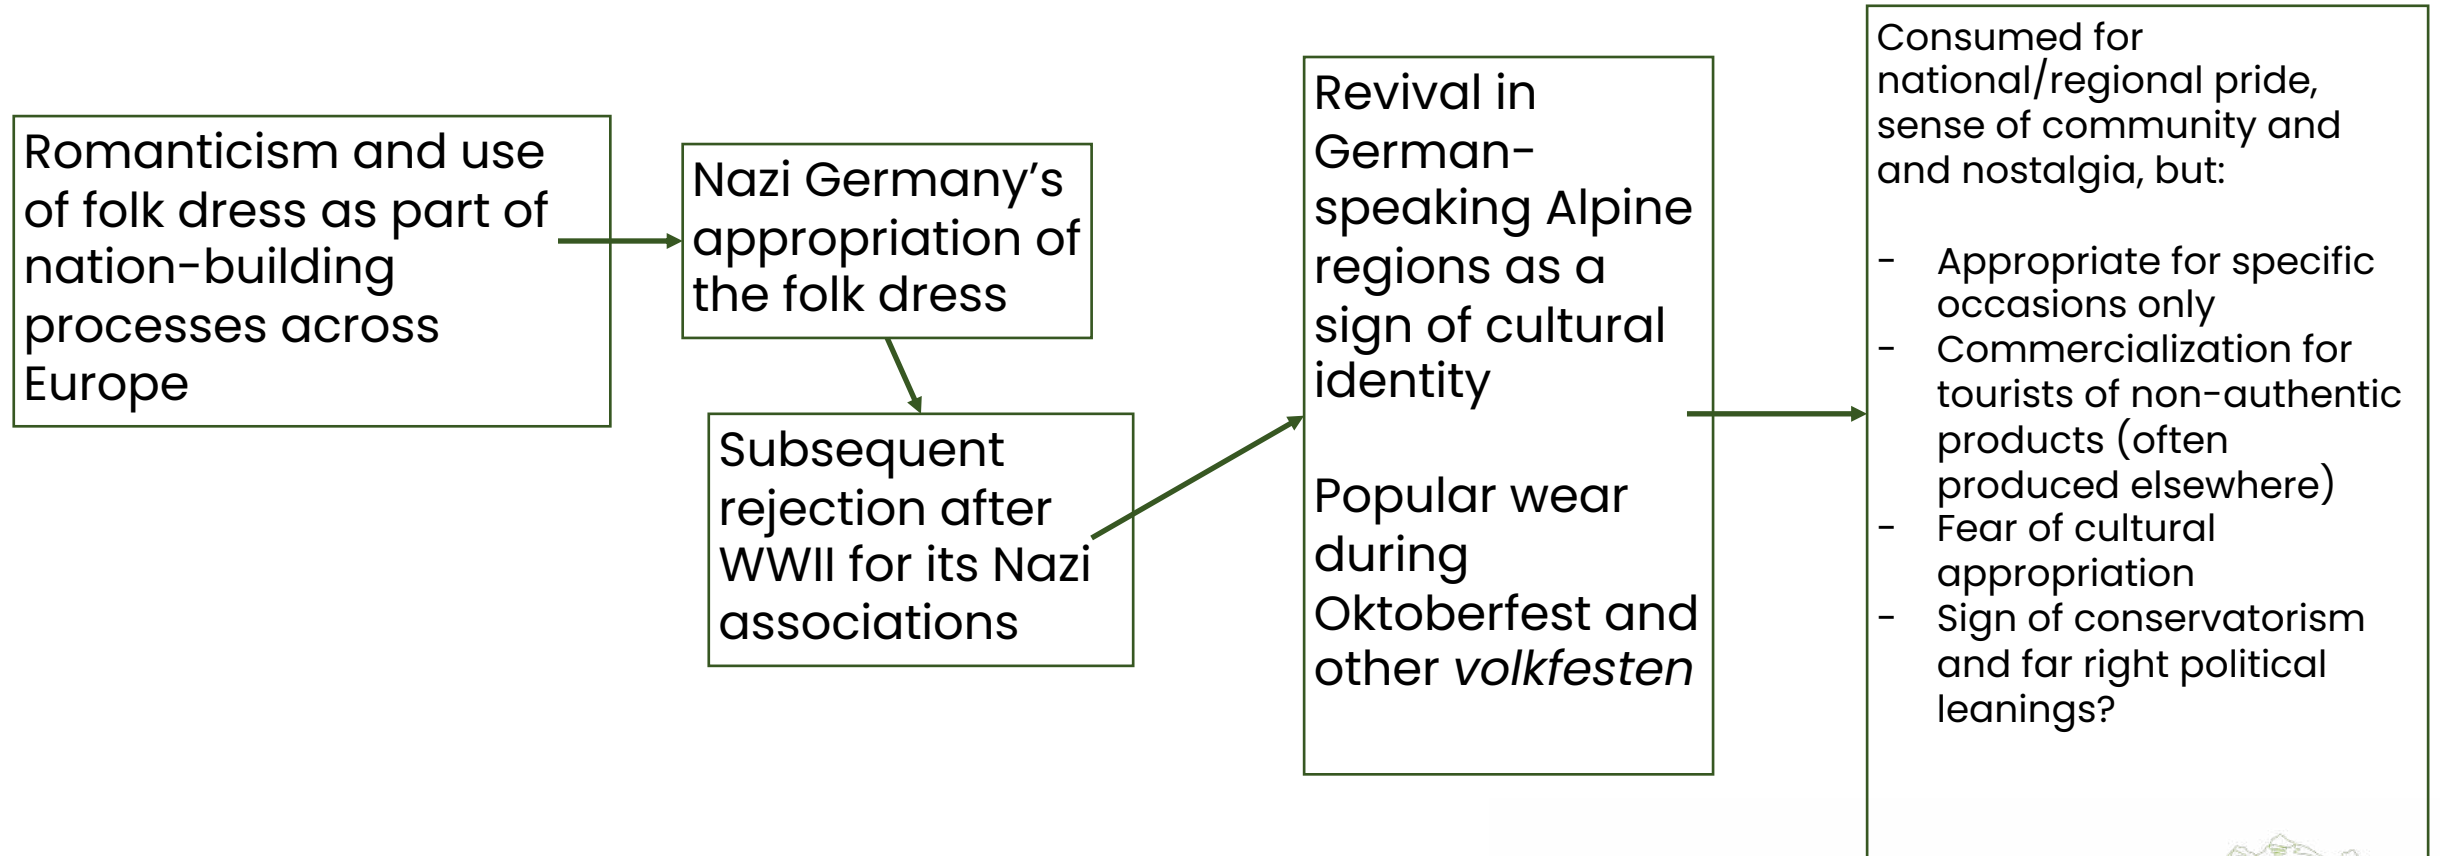 Romanticism and use
of folk dress as part of
nation-building
processes across
Europe
Nazi Germany’s
appropriation of
the folk dress
Subsequent
rejection after
WWII for its Nazi
associations
Revival in
German-
speaking Alpine
regions as a
sign of cultural
identity
Popular wear
during
Oktoberfest and
other volkfesten
Consumed for
national/regional pride,
sense of community and
and nostalgia, but:
- Appropriate for specific
occasions only
- Commercialization for
tourists of non-authentic
products (often
produced elsewhere)
- Fear of cultural
appropriation
- Sign of conservatorism
and far right political
leanings?